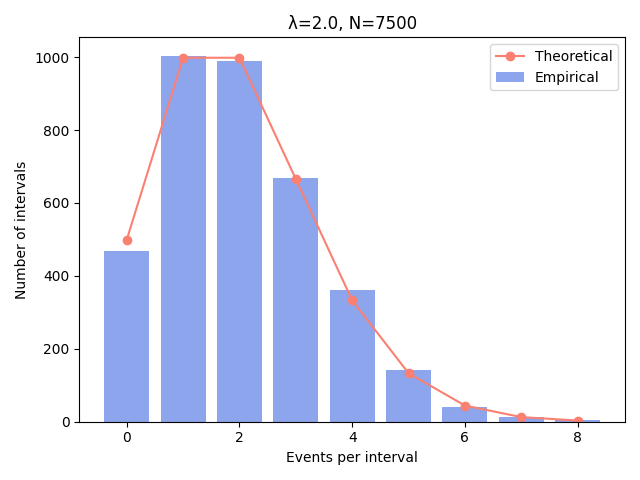 λ=2.0, N=7500
Theoretical
Empirical
Number of intervals
1000
800
600
400
200
0
0 2 4 6 8
Events per interval